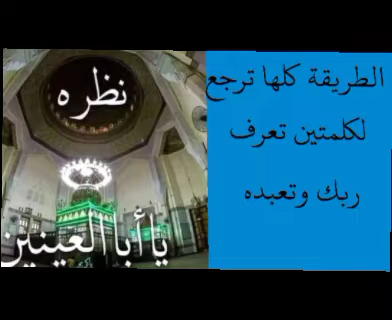 نظره
يا أبا العينين
الطريقة كلها ترجع
لكلمتين تعرف
ربك وتعبده